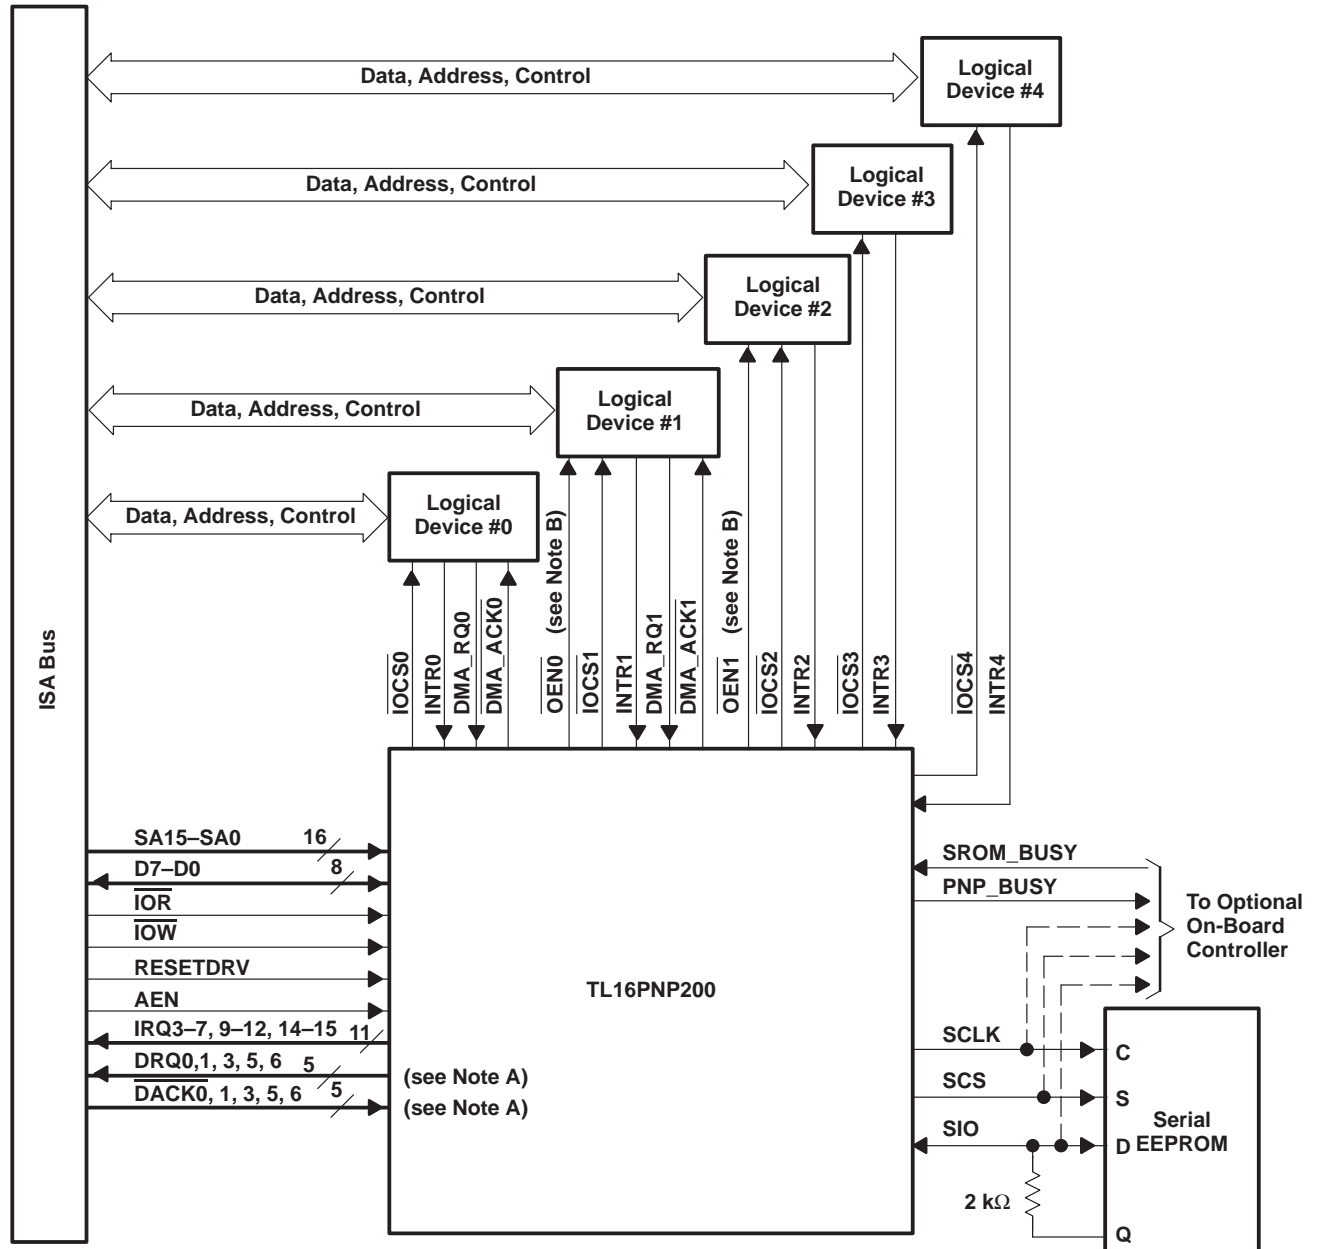 Logical
Device #4
Data, Address, Control
Logical
Device #3
Data, Address, Control
Logical
Device #2
Data, Address, Control
Logical
Device #1
Data, Address, Control
Logical
Device #0
Data, Address, Control
ISA Bus
IOCS0
INTR0
DMA_RQ0
DMA_ACK0
OEN0 (see Note B)
IOCS1
INTR1
DMA_RQ1
DMA_ACK1
OEN1 (see Note B)
IOCS2
INTR2
IOCS3
INTR3
IOCS4
INTR4
SA15–SA0 16
D7–D0 8
IOR
IOW
RESETDRV
AEN
IRQ3–7, 9–12, 14–15 11
DRQ0,1, 3, 5, 6 5
(see Note A)
DACK0, 1, 3, 5, 6 5
(see Note A)
TL16PNP200
SROM_BUSY
PNP_BUSY
To Optional
On-Board
Controller
SCLK
C
SCS
S
SIO
D
Serial
EEPROM
2 kΩ
Q